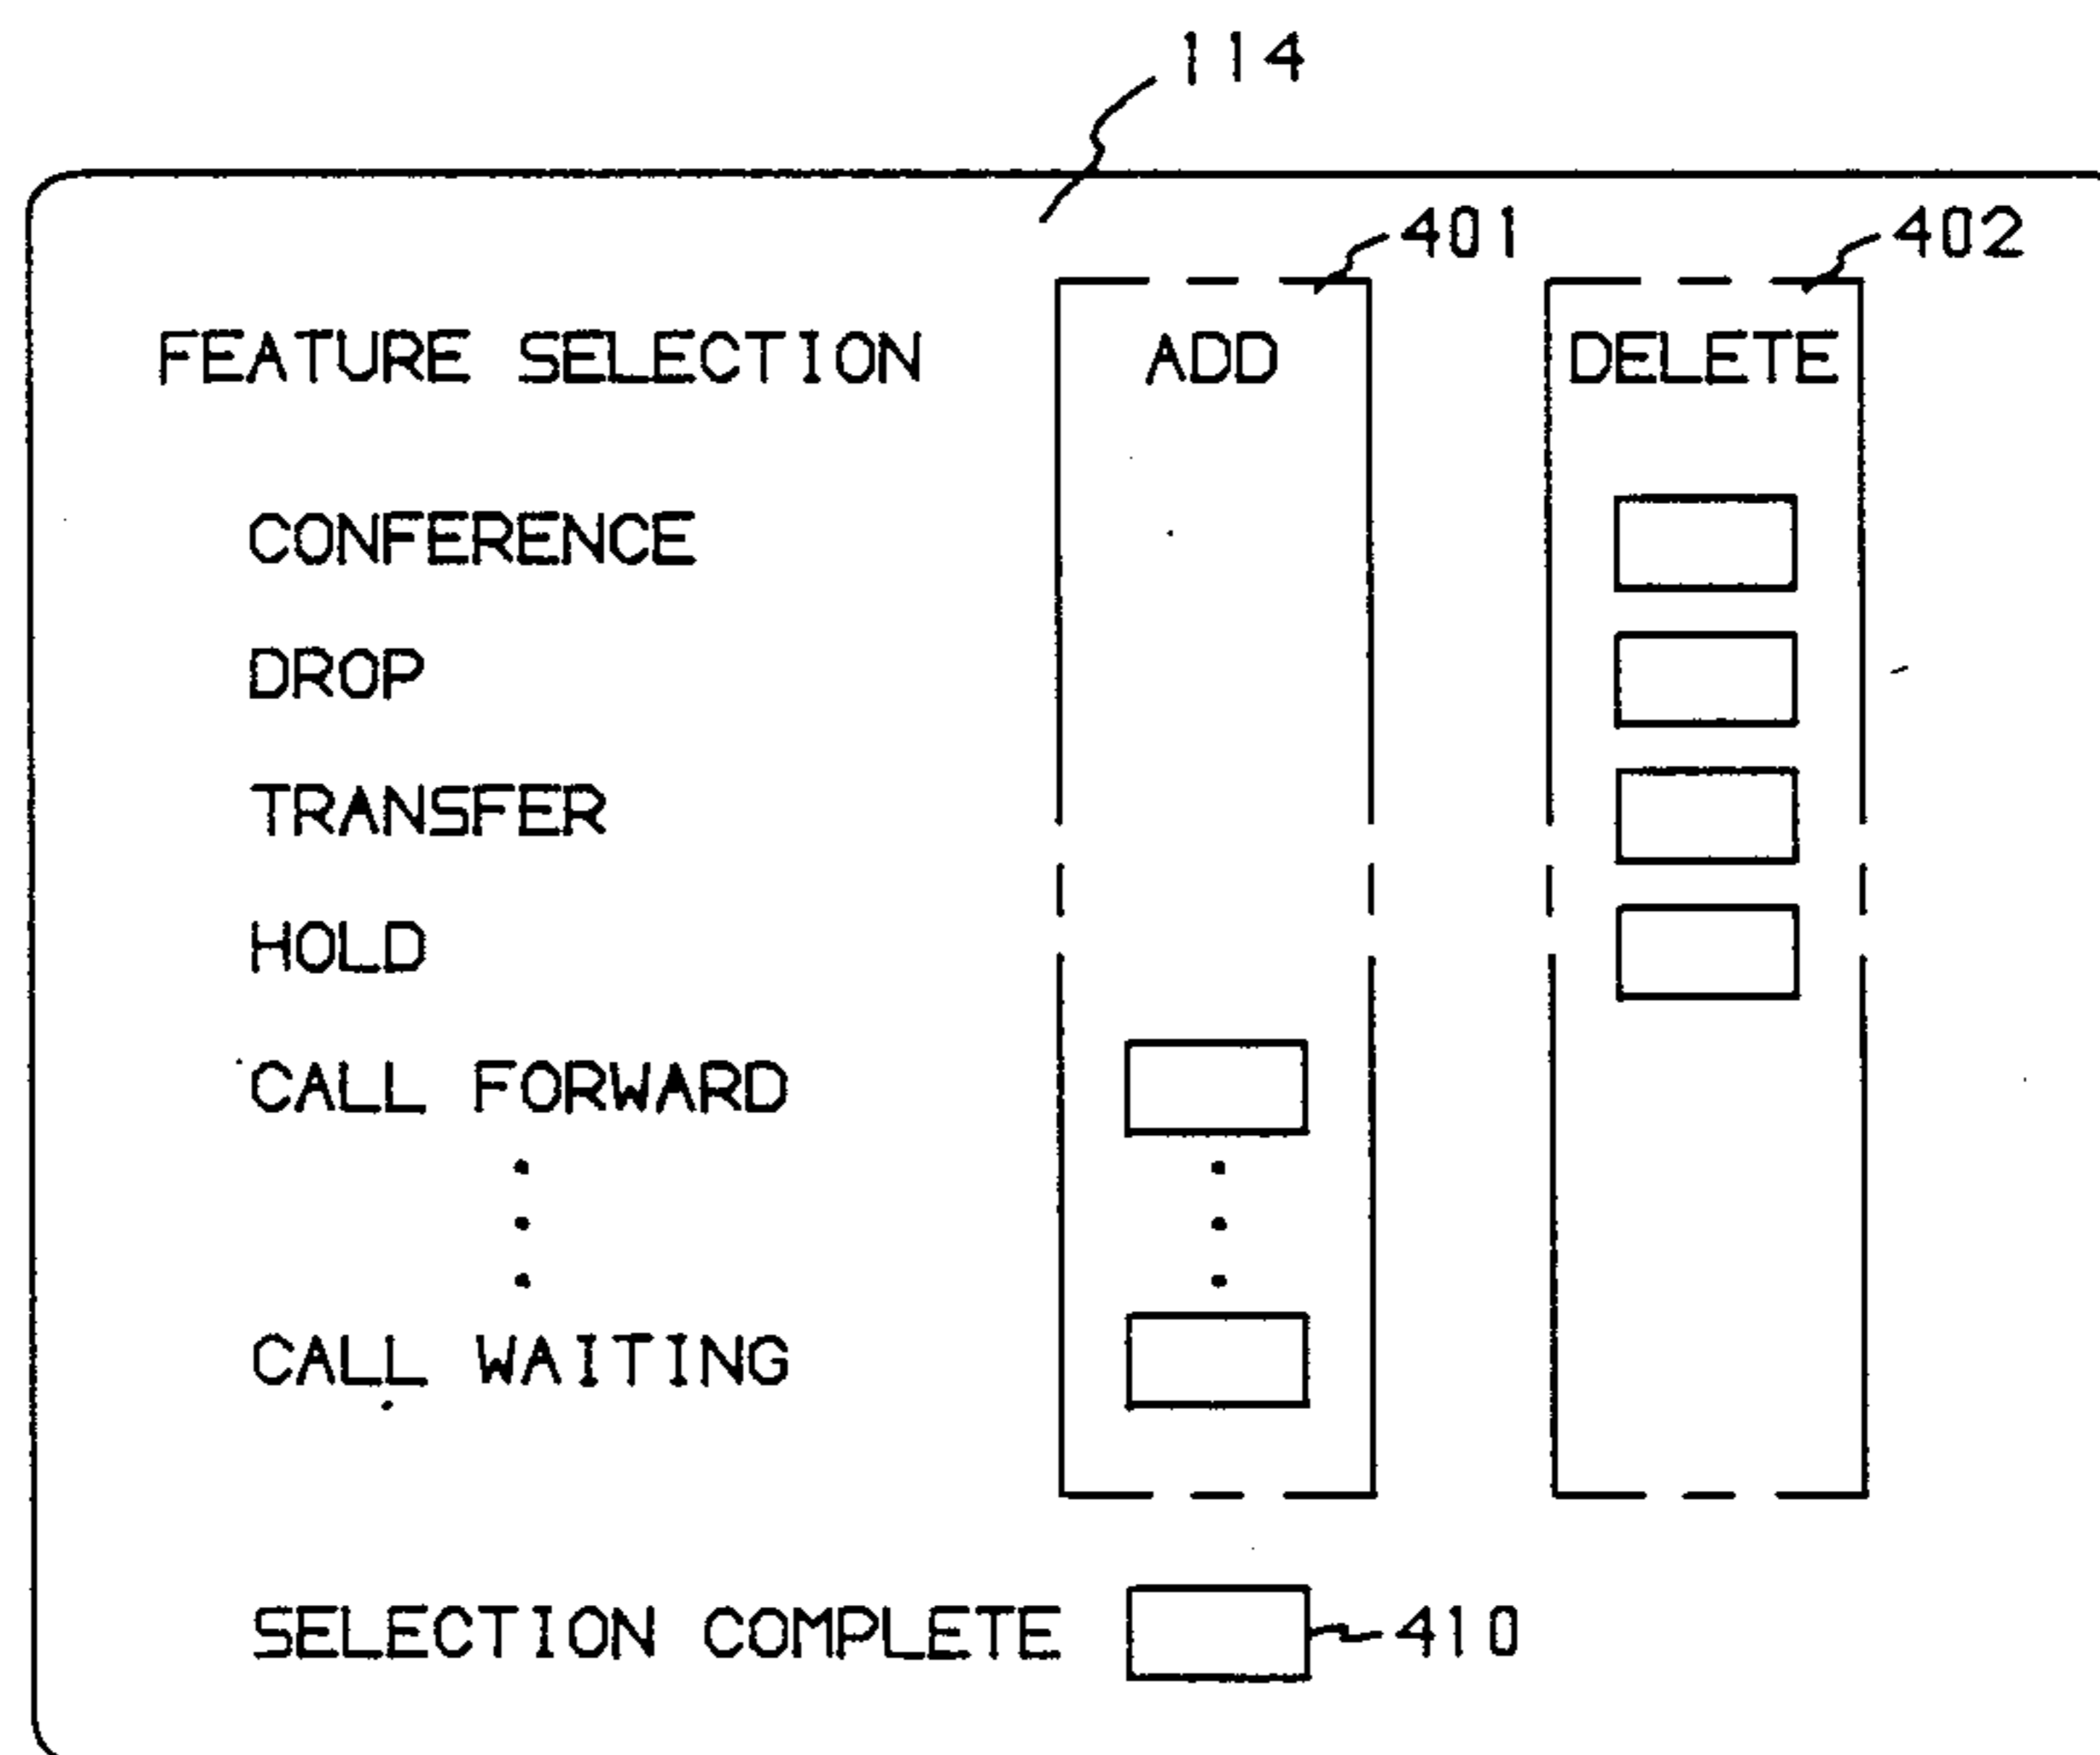 114
401 402
FEATURE SELECTION ADD DELETE
CONFERENCE
DROP
TRANSFER
HOLD
CALL FORWARD
CALL WAITING
SELECTION COMPLETE 410